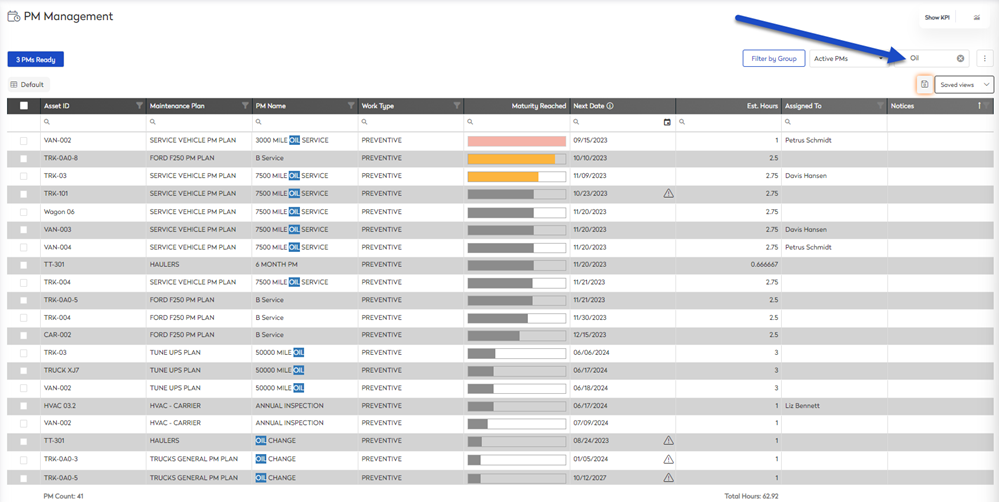 PM Management
Show KPI
3 PMs Ready
Filter by Group Active PMs Oil
Default Saved views
Asset ID Maintenance Plan PM Name Work Type Maturity Reached Next Date Est. Hours Assigned To Notices
VAN-002 SERVICE VEHICLE PM PLAN 3000 MILE OIL SERVICE PREVENTIVE 09/15/2023 1 Petrus Schmidt
TRK-0A0-8 FORD F250 PM PLAN B Service PREVENTIVE 10/10/2023 2.5
TRK-03 SERVICE VEHICLE PM PLAN 7500 MILE OIL SERVICE PREVENTIVE 11/09/2023 2.75 Davis Hansen
TRK-101 SERVICE VEHICLE PM PLAN 7500 MILE OIL SERVICE PREVENTIVE 10/23/2023 2.75
Wagon 06 SERVICE VEHICLE PM PLAN 7500 MILE OIL SERVICE PREVENTIVE 11/20/2023 2.75
VAN-003 SERVICE VEHICLE PM PLAN 7500 MILE OIL SERVICE PREVENTIVE 11/20/2023 2.75 Davis Hansen
VAN-004 SERVICE VEHICLE PM PLAN 7500 MILE OIL SERVICE PREVENTIVE 11/20/2023 2.75 Petrus Schmidt
TT-301 HAULERS 6 MONTH PM PREVENTIVE 11/20/2023 0.666667
TRK-004 SERVICE VEHICLE PM PLAN 7500 MILE OIL SERVICE PREVENTIVE 11/21/2023 2.75
TRK-0A0-5 FORD F250 PM PLAN B Service PREVENTIVE 11/21/2023 2.5
TRK-004 FORD F250 PM PLAN B Service PREVENTIVE 11/30/2023 2.5
CAR-002 FORD F250 PM PLAN B Service PREVENTIVE 12/15/2023 2.5
TRK-03 TUNE UPS PLAN 50000 MILE OIL PREVENTIVE 06/06/2024 3
TRUCK XJ7 TUNE UPS PLAN 50000 MILE OIL PREVENTIVE 06/17/2024 3
VAN-002 TUNE UPS PLAN 50000 MILE OIL PREVENTIVE 06/18/2024 3
HVAC 03.2 HVAC - CARRIER ANNUAL INSPECTION PREVENTIVE 06/17/2024 1 Liz Bennett
VAN-002 HVAC - CARRIER ANNUAL INSPECTION PREVENTIVE 07/09/2024 1
TT-301 HAULERS OIL CHANGE PREVENTIVE 08/24/2023 1
TRK-0A0-3 TRUCKS GENERAL PM PLAN OIL CHANGE PREVENTIVE 01/05/2024 1
TRK-0A0-5 TRUCKS GENERAL PM PLAN OIL CHANGE PREVENTIVE 10/12/2027 1
PM Count: 41 Total Hours: 62.92